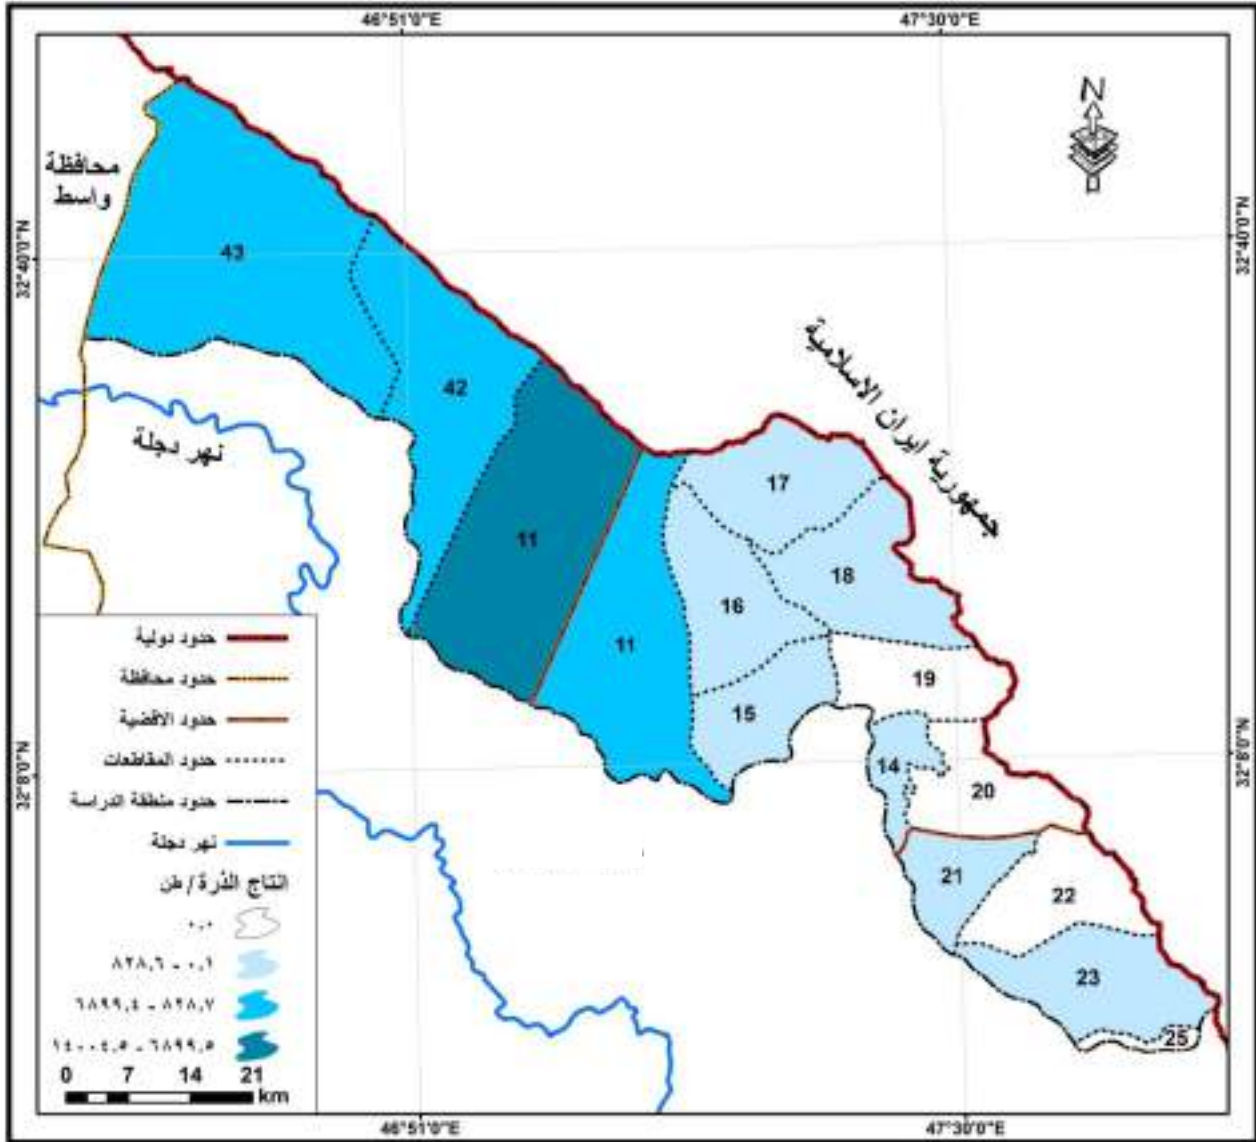 46°51'0"E
47°30'0"E
N
محافظة
واسط
43
32°40'0"N
32°40'0"N
جمهورية ايران الاسلامية
42
نهر دجلة
17
11
18
16
11
19
15
14
20
32°8'0"N
32°8'0"N
21
22
23
25
حدود دولية
حدود محافظة
حدود الاقضية
حدود المقاطعات
حدود منطقة الدراسة
نهر دجلة
انتاج الذرة / طن
٠,٠
٠,١ - ٨٢٨,٦
٨٢٨,٧ - ٦٨٩٩,٤
٦٨٩٩,٥ - ١٤٠٠٤,٥
0 7 14 21
km
46°51'0"E
47°30'0"E